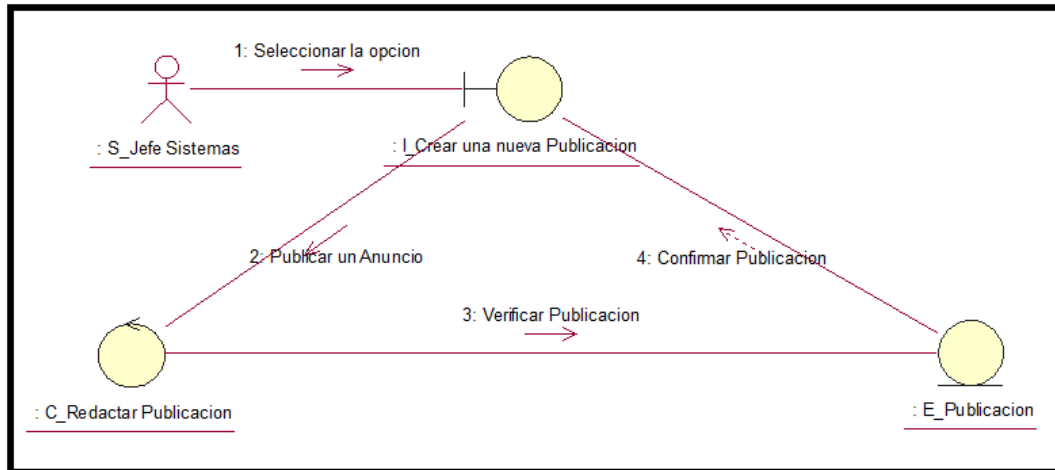 1: Seleccionar la opcion
: S_Jefe Sistemas
: I_Crear una nueva Publicacion
2: Publicar un Anuncio
4: Confirmar Publicacion
3: Verificar Publicacion
: C_Redactar Publicacion
: E_Publicacion